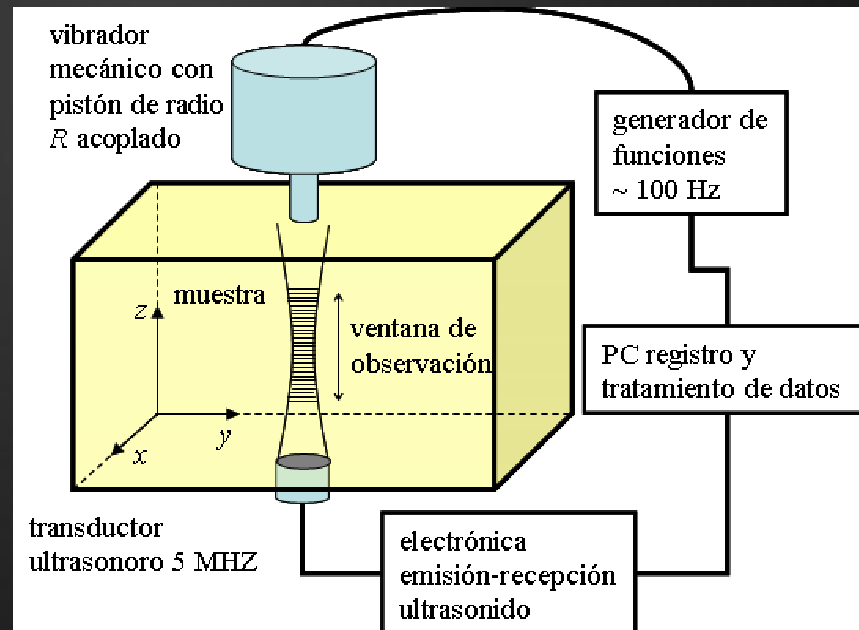 vibrador
mecánico con
pistón de radio
R acoplado
generador de
funciones
~ 100 Hz
muestra
z
ventana de
observación
PC registro y
tratamiento de datos
y
x
transductor
ultrasonoro 5 MHZ
electrónica
emisión-recepción
ultrasonido